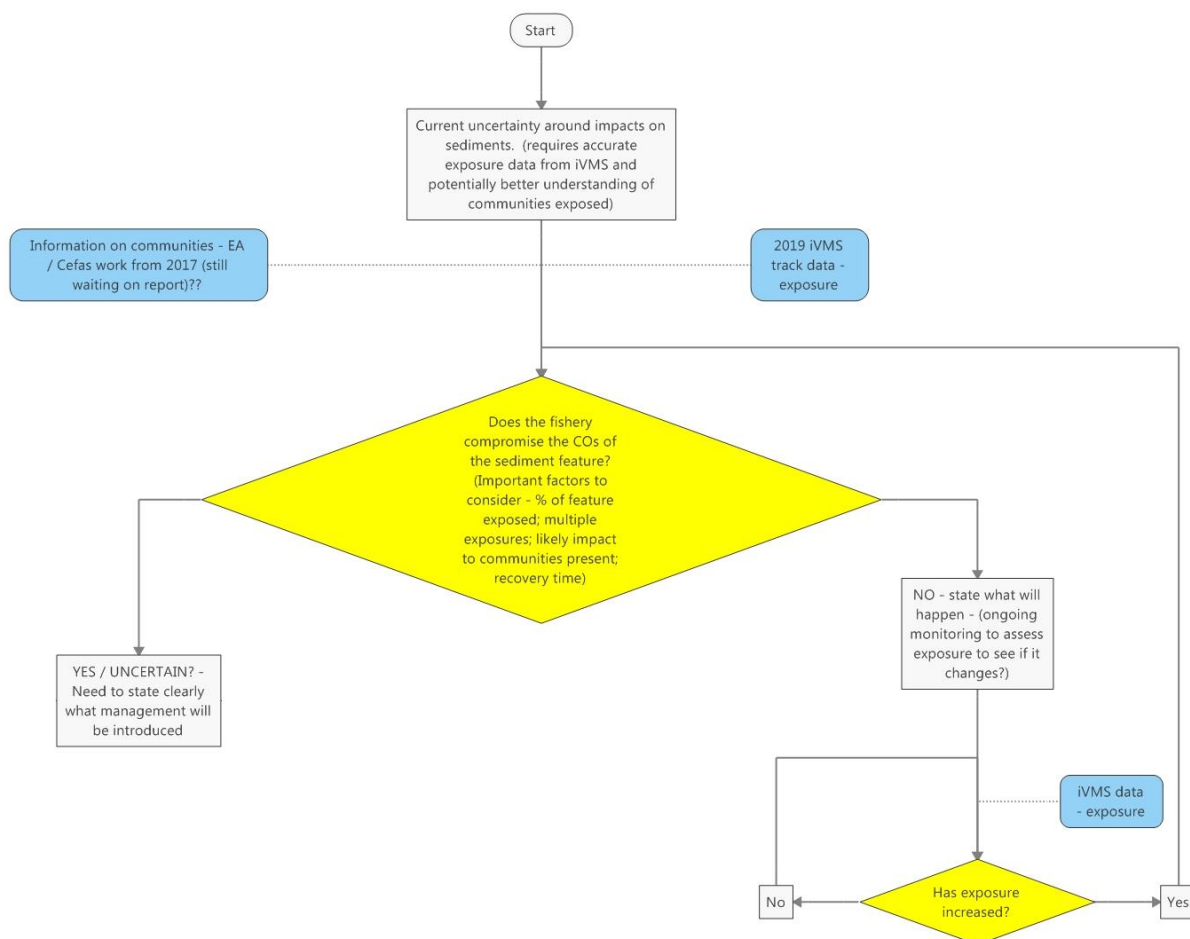 Start
Current uncertainty around impacts on
sediments. (requires accurate
exposure data from iVMS and
potentially better understanding of
communities exposed)
Information on communities - EA
/ Cefas work from 2017 (still
waiting on report)??
2019 iVMS
track data -
exposure
Does the fishery
compromise the COs of
the sediment feature?
(Important factors to
consider - % of feature
exposed; multiple
exposures; likely impact
to communities present;
recovery time)
YES / UNCERTAIN? -
Need to state clearly
what management will
be introduced
NO - state what will
happen - (ongoing
monitoring to assess
exposure to see if it
changes?)
iVMS data
- exposure
Has exposure
increased?
No
Yes